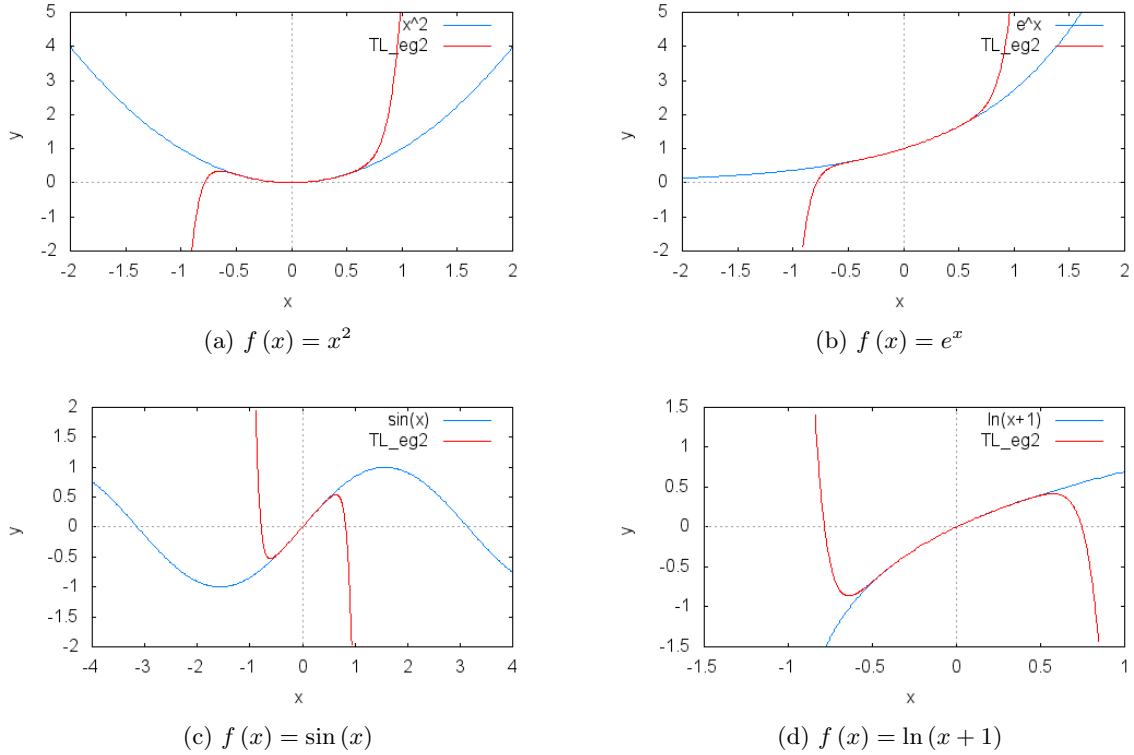 5
4
3
2
1
0
-1
-2
-2 -1.5 -1 -0.5 0 0.5 1 1.5 2
y
x
x^2
TL_eg2
(a) f (x) = x²
5
4
3
2
1
0
-1
-2
-2 -1.5 -1 -0.5 0 0.5 1 1.5 2
y
x
e^x
TL_eg2
(b) f (x) = eˣ
2
1.5
1
0.5
0
-0.5
-1
-1.5
-2
-4 -3 -2 -1 0 1 2 3 4
y
x
sin(x)
TL_eg2
(c) f (x) = sin (x)
1.5
1
0.5
0
-0.5
-1
-1.5
-1.5 -1 -0.5 0 0.5 1
y
x
ln(x+1)
TL_eg2
(d) f (x) = ln (x + 1)